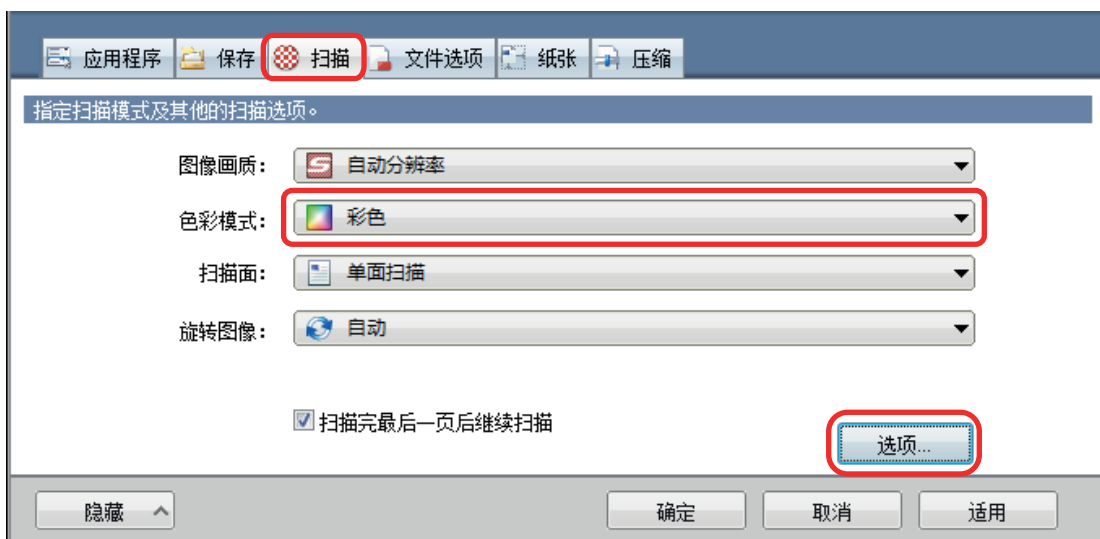 应用程序 保存 扫描 文件选项 纸张 压缩
指定扫描模式及其他的扫描选项。
图像画质： 自动分辨率
色彩模式： 彩色
扫描面： 单面扫描
旋转图像： 自动
扫描完最后一页后继续扫描
选项...
隐藏 确定 取消 适用